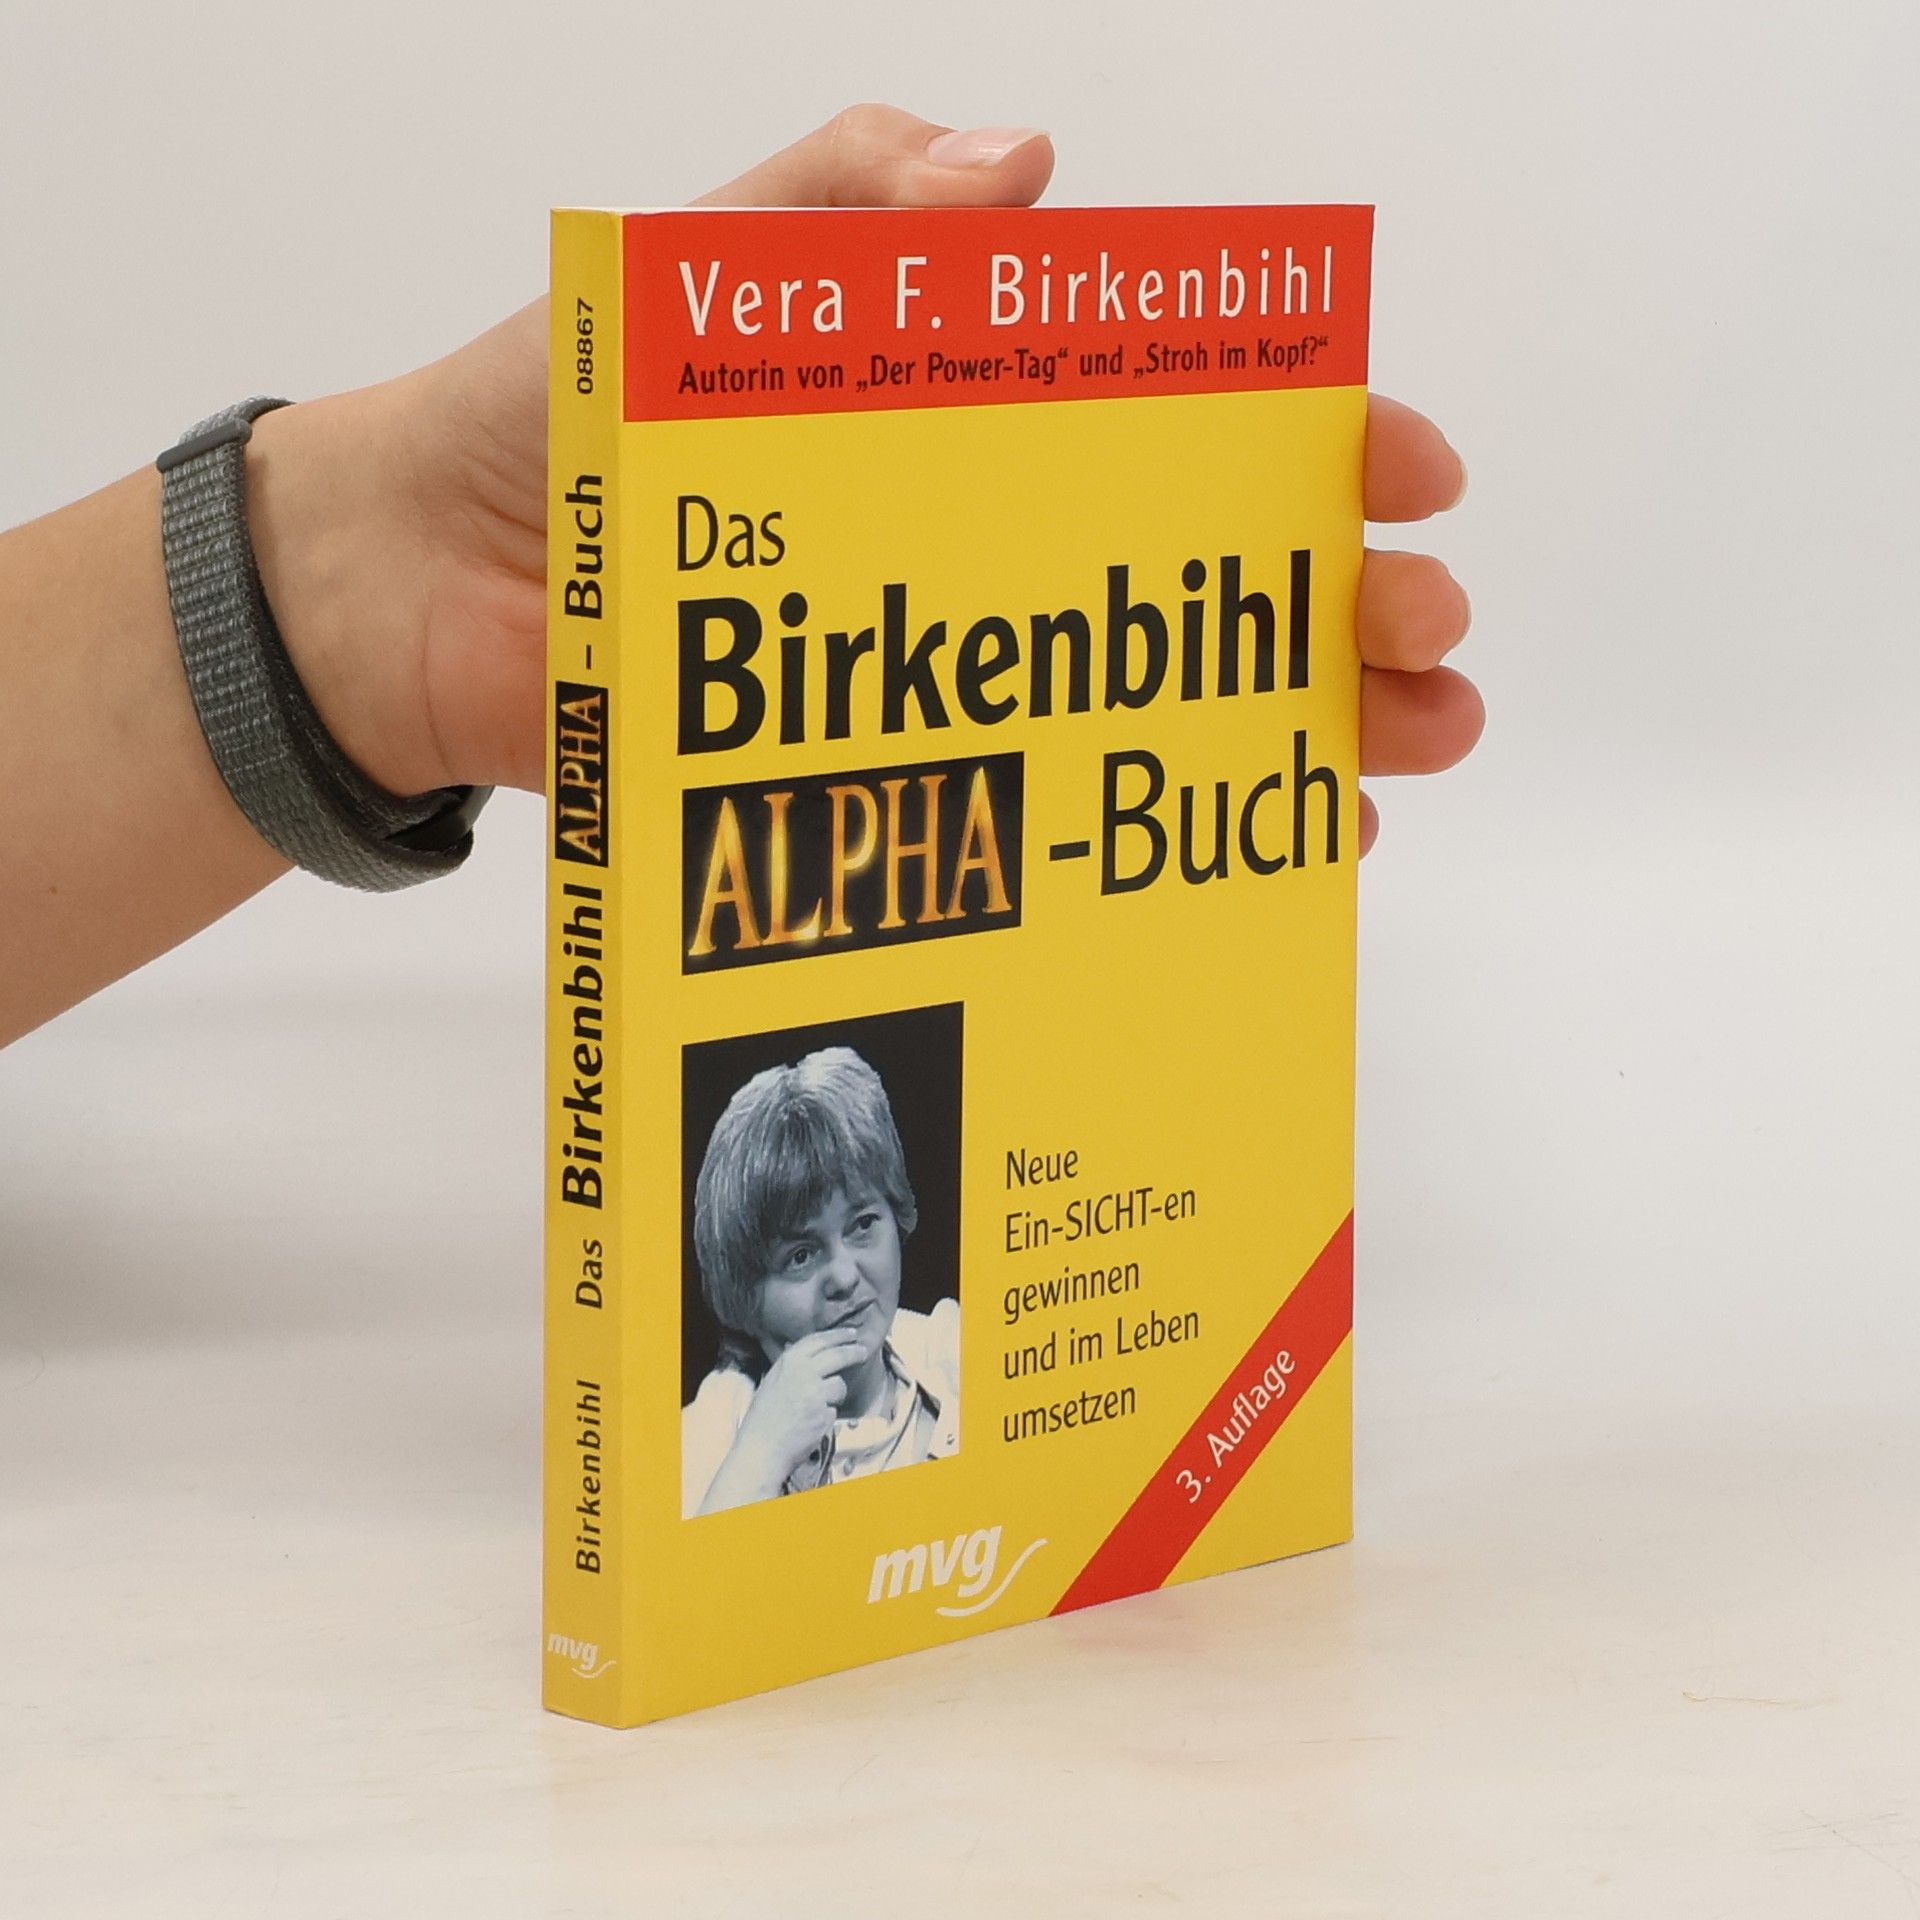 Vera F. Birkenbihl
Autorin von „Der Power-Tag“ und „Stroh im Kopf?“
Das
Birkenbihl
ALPHA-Buch
Neue
Ein-SICHT-en
gewinnen
und im Leben
umsetzen
3. Auflage
mvg
Birkenbihl Das Birkenbihl ALPHA - Buch 08867
mvg